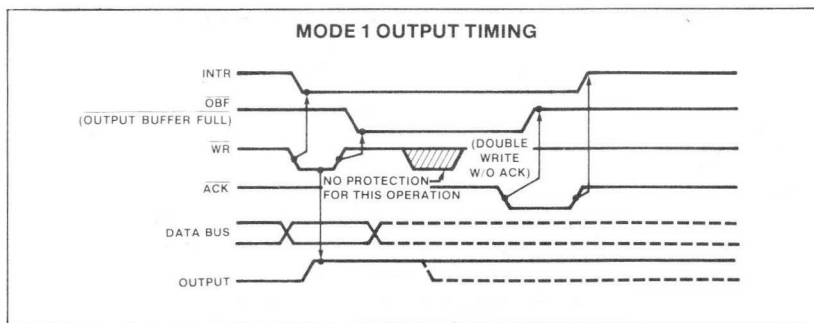 MODE 1 OUTPUT TIMING
INTR
OBF
(OUTPUT BUFFER FULL)
WR
(DOUBLE
WRITE
W/O ACK)
NO PROTECTION
FOR THIS OPERATION
ACK
DATA BUS
OUTPUT